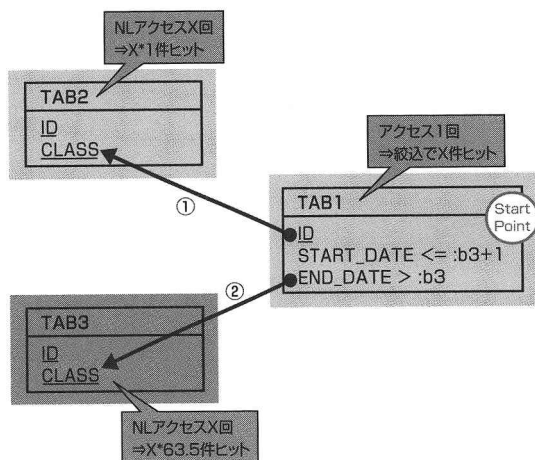 NLアクセスX回
⇒X*1件ヒット
TAB2
ID
CLASS
①
アクセス1回
⇒絞込でX件ヒット
TAB1
Start
Point
ID
START_DATE <= :b3+1
END_DATE > :b3
②
TAB3
ID
CLASS
NLアクセスX回
⇒X*63.5件ヒット